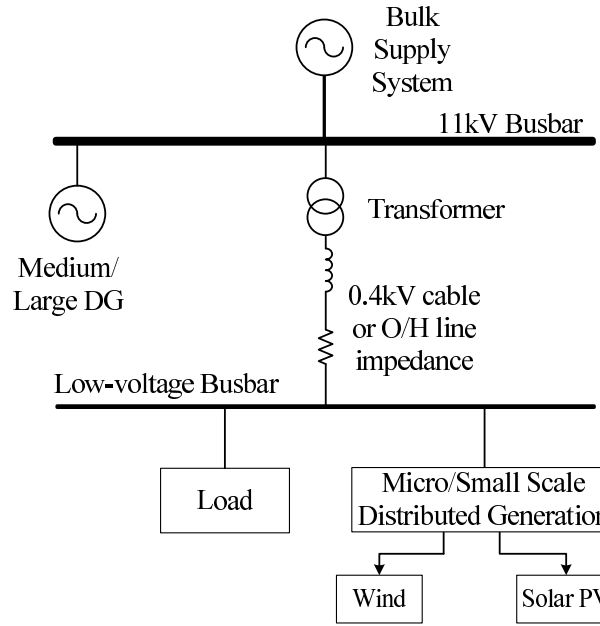 Bulk
Supply
System
11kV Busbar
Transformer
Medium/
Large DG
0.4kV cable
or O/H line
impedance
Low-voltage Busbar
Load
Micro/Small Scale
Distributed Generation
Wind
Solar PV